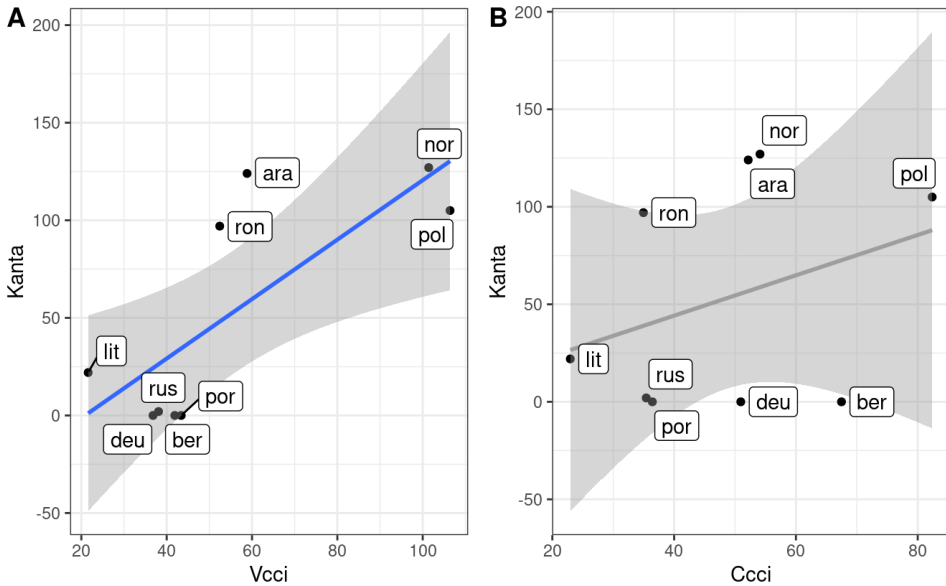 A
Kanta
200
150
100
50
0
-50
nor
ara
ron
pol
lit
rus
por
deu
ber
20
40
60
80
100
Vcci
B
Kanta
200
150
100
50
0
-50
nor
ara
pol
ron
lit
rus
deu
ber
por
20
40
60
80
Ccci